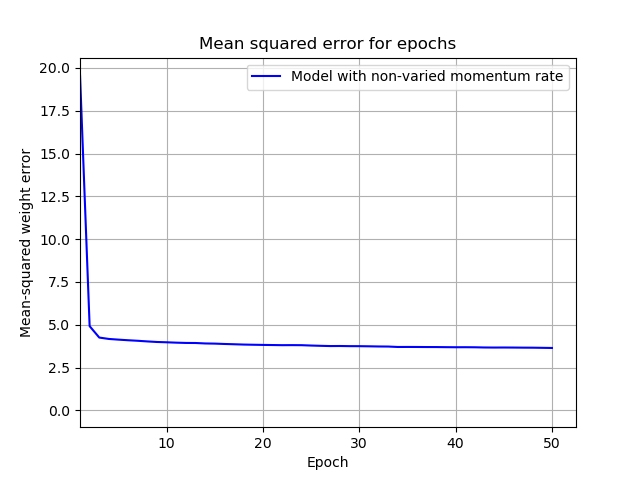 Mean squared error for epochs
Model with non-varied momentum rate
20.0
17.5
15.0
12.5
10.0
7.5
5.0
2.5
0.0
Mean-squared weight error
10 20 30 40 50
Epoch